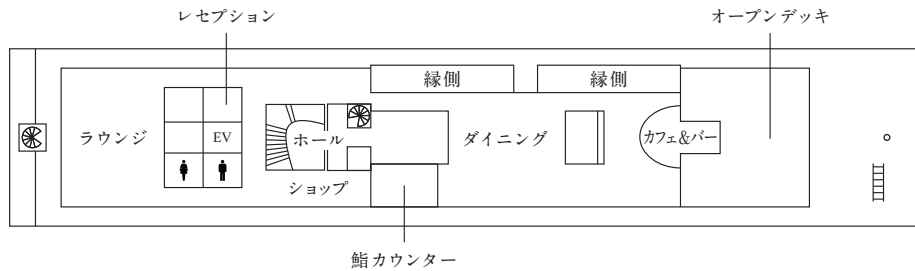 レセプション
オープンデッキ
縁側
縁側
ラウンジ
EV
ホール
ダイニング
カフェ&バー
ショップ
鮨カウンター